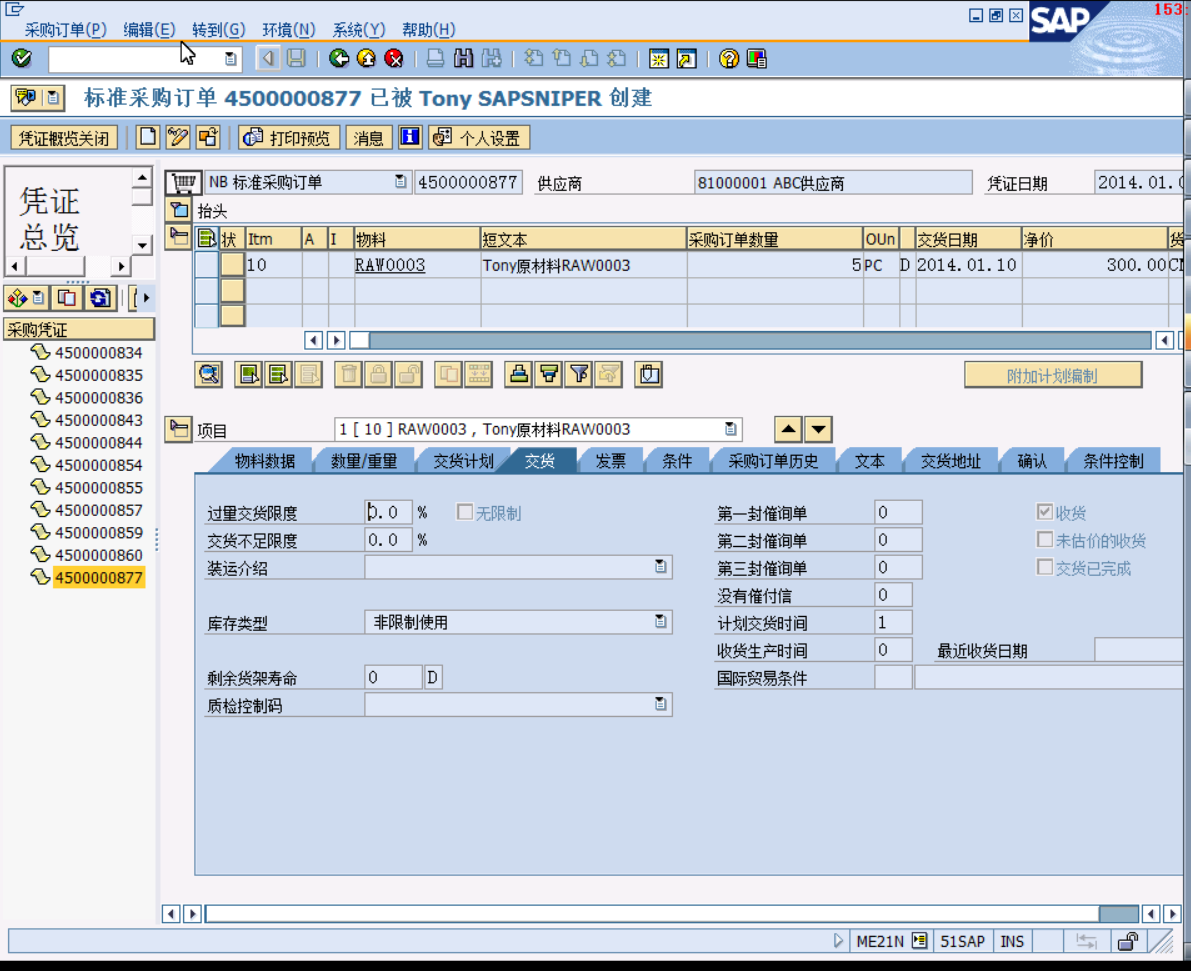 153
采购订单(P) 编辑(E) 转到(G) 环境(N) 系统(Y) 帮助(H)
SAP
标准采购订单 4500000877 已被 Tony SAPSNIPER 创建
凭证概览关闭 打印预览 消息 个人设置
凭证
总览
NB 标准采购订单 4500000877 供应商 81000001 ABC供应商 凭证日期 2014.01.
抬头
状 Itm A I 物料 短文本 采购订单数量 OUn 交货日期 净价 货
10 RAW0003 Tony原材料RAW0003 5 PC D 2014.01.10 300.00
采购凭证
4500000834
4500000835
4500000836
4500000843
4500000844
4500000854
4500000855
4500000857
4500000859
4500000860
4500000877
附加计划编制
项目 1 [ 10 ] RAW0003 , Tony原材料RAW0003
物料数据 数量/重量 交货计划 交货 发票 条件 采购订单历史 文本 交货地址 确认 条件控制
过量交货限度 0.0 % 无限制 第一封催询单 0 收货
交货不足限度 0.0 % 第二封催询单 0 未估价的收货
装运介绍 第三封催询单 0 交货已完成
没有催付信 0
库存类型 非限制使用 计划交货时间 1
收货生产时间 0 最近收货日期
剩余货架寿命 0 D 国际贸易条件
质检控制码
ME21N 51SAP INS